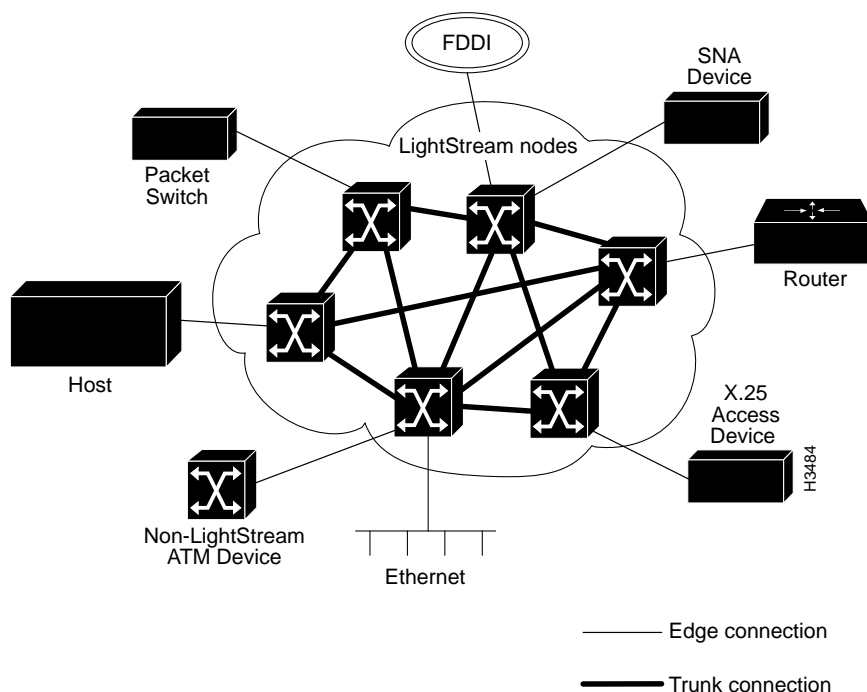 FDDI
SNA
Device
LightStream nodes
Packet
Switch
Router
Host
X.25
Access
Device
H3484
Non-LightStream
ATM Device
Ethernet
Edge connection
Trunk connection